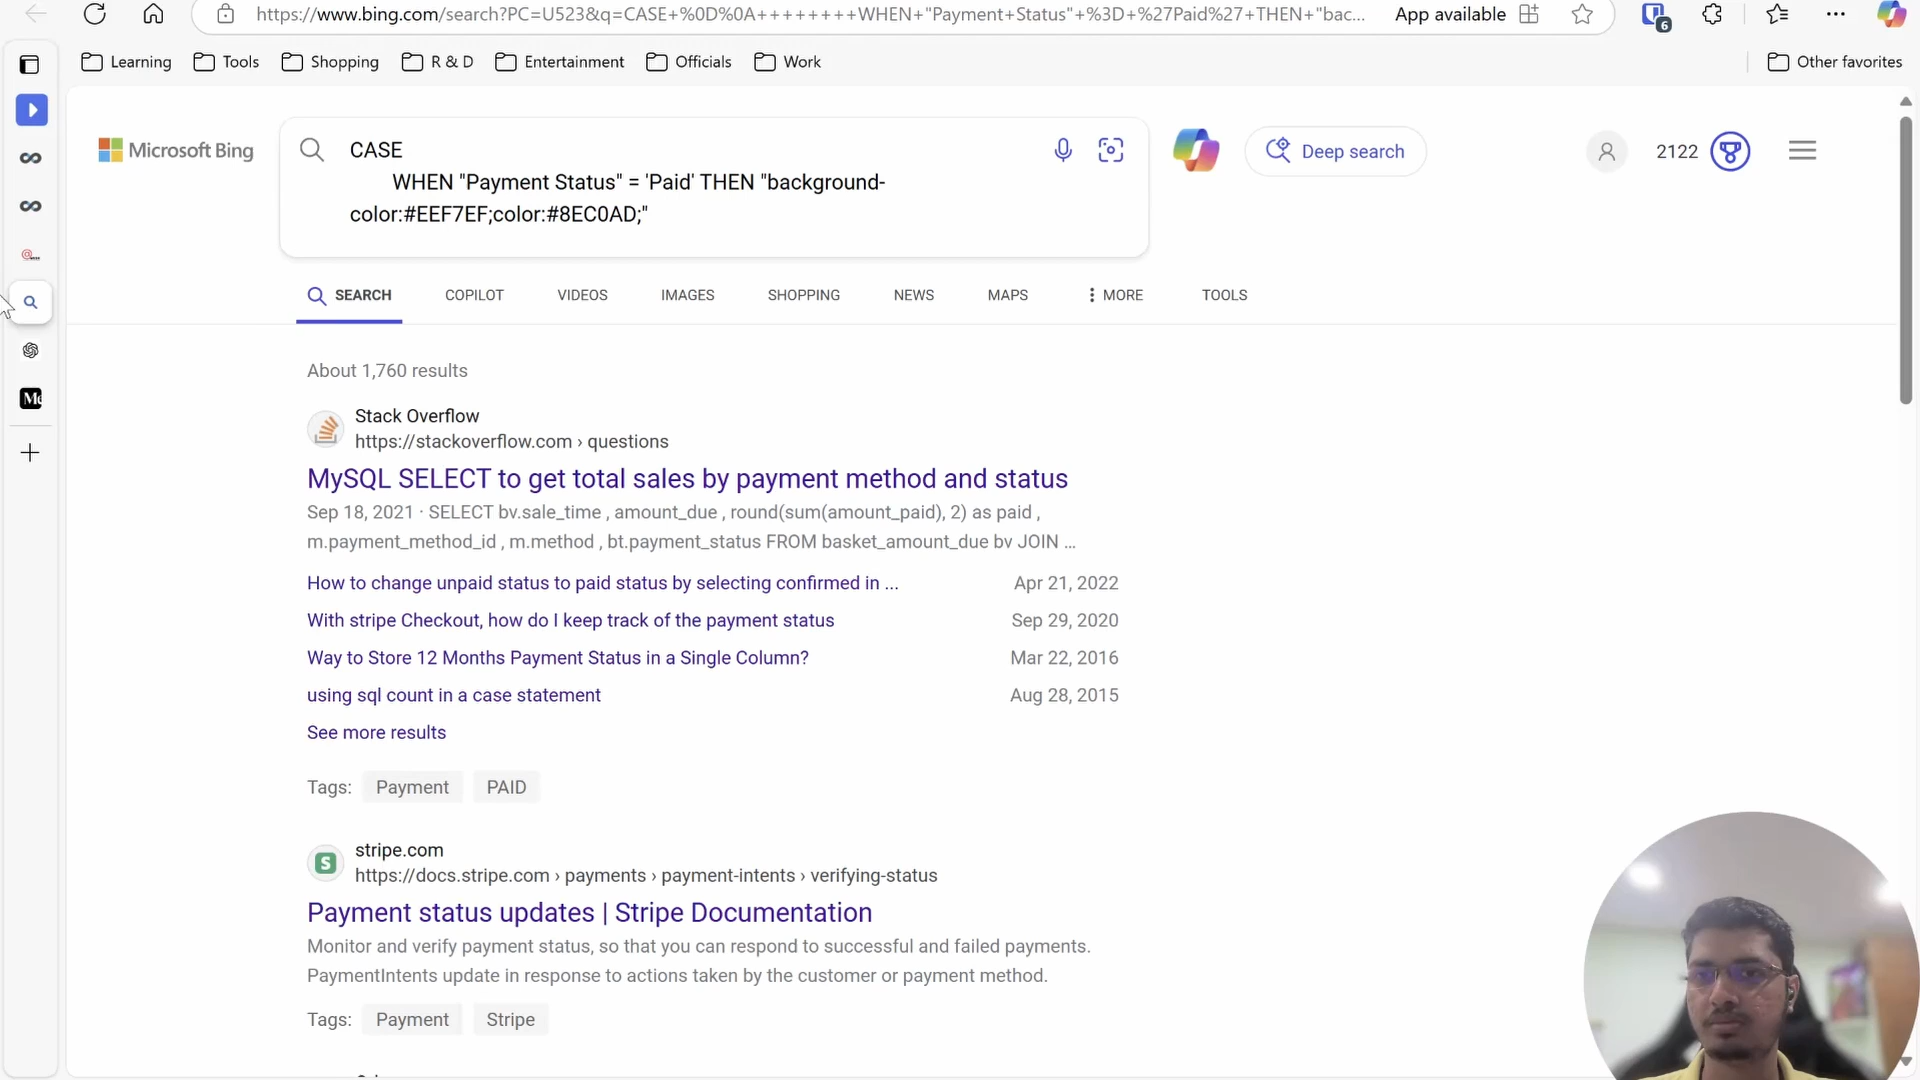 https://www.bing.com/search?PC=U523&q=CASE+%0D%0A++++++++WHEN+"Payment+Status"+%3D+%27Paid%27+THEN+"bac...
App available
6
Learning
Tools
Shopping
R & D
Entertainment
Officials
Work
Other favorites
Microsoft Bing
CASE
WHEN "Payment Status" = 'Paid' THEN "background-
color:#EEF7EF;color:#8EC0AD;"
Deep search
2122
SEARCH
COPILOT
VIDEOS
IMAGES
SHOPPING
NEWS
MAPS
MORE
TOOLS
About 1,760 results
Stack Overflow
https://stackoverflow.com › questions
MySQL SELECT to get total sales by payment method and status
Sep 18, 2021 · SELECT bv.sale_time , amount_due , round(sum(amount_paid), 2) as paid ,
m.payment_method_id , m.method , bt.payment_status FROM basket_amount_due bv JOIN …
How to change unpaid status to paid status by selecting confirmed in ...
Apr 21, 2022
With stripe Checkout, how do I keep track of the payment status
Sep 29, 2020
Way to Store 12 Months Payment Status in a Single Column?
Mar 22, 2016
using sql count in a case statement
Aug 28, 2015
See more results
Tags:
Payment
PAID
S
stripe.com
https://docs.stripe.com › payments › payment-intents › verifying-status
Payment status updates | Stripe Documentation
Monitor and verify payment status, so that you can respond to successful and failed payments.
PaymentIntents update in response to actions taken by the customer or payment method.
Tags:
Payment
Stripe